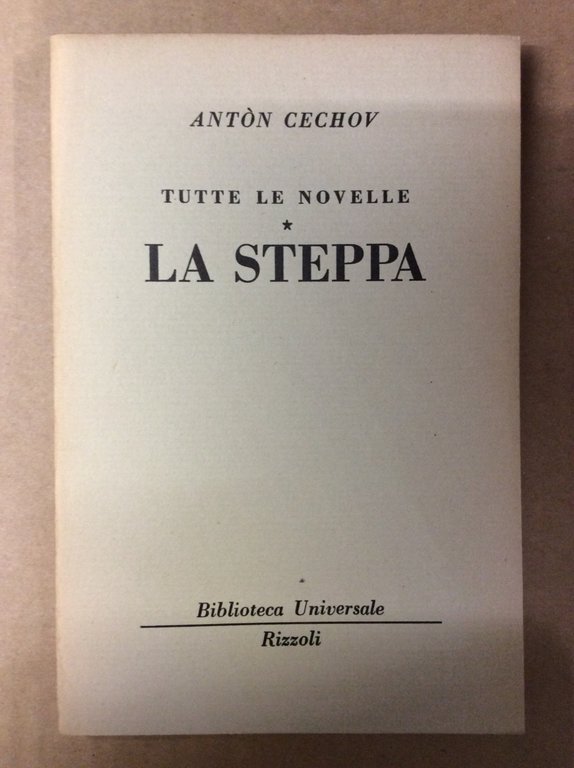 ANTÒN CECHOV
TUTTE LE NOVELLE
★
LA STEPPA
Biblioteca Universale
Rizzoli